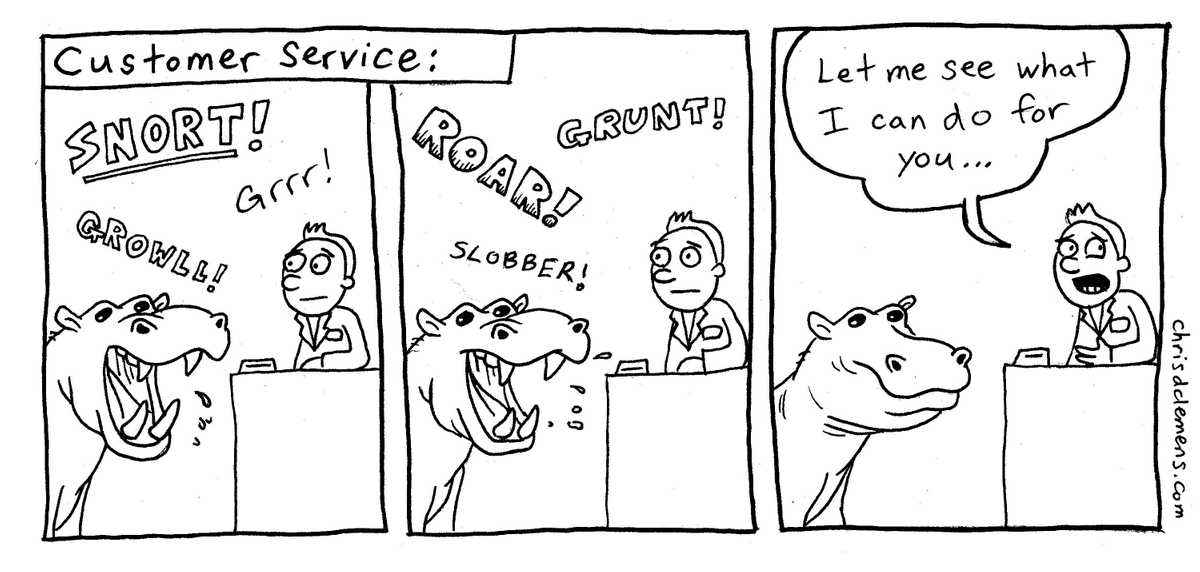 Customer Service:
SNORT!
Grrr!
GROWLL!
ROAR!
GRUNT!
SLOBBER!
Let me see what
I can do for
you...
chrisdclemens.com